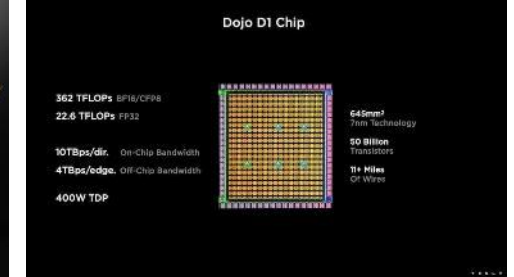 Dojo D1 Chip
362 TFLOPs BF16/CFP8
22.6 TFLOPs FP32
10TBps/dir. On-Chip Bandwidth
4TBps/edge. Off-Chip Bandwidth
400W TDP
645mm²
7nm Technology
50 Billion
Transistors
11+ Miles
Of Wires
TESLA